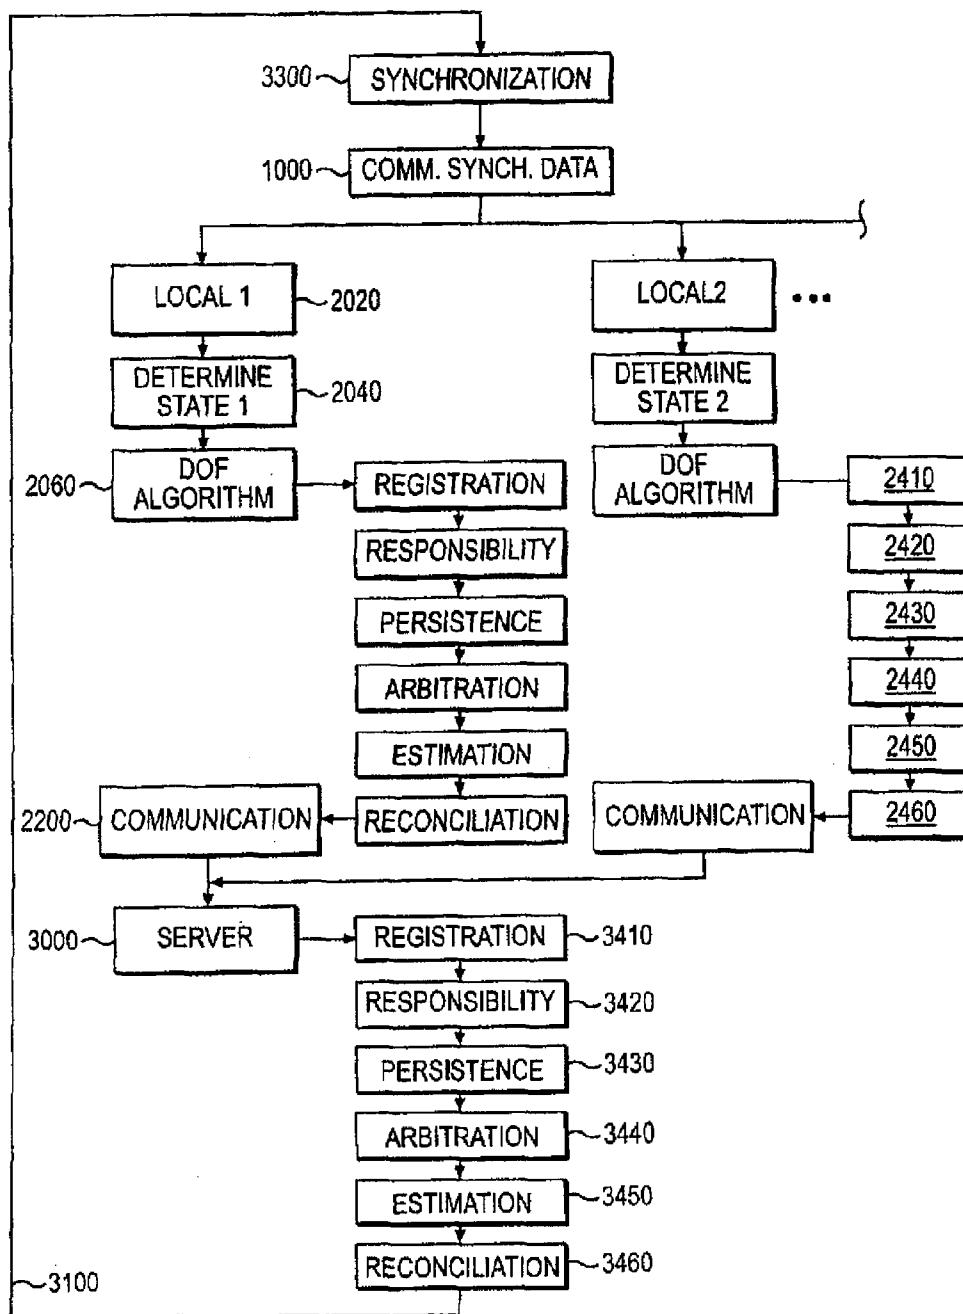 3300 SYNCHRONIZATION
1000 COMM. SYNCH. DATA
LOCAL 1 2020
LOCAL2 •••
DETERMINE
STATE 1 2040
DETERMINE
STATE 2
2060 DOF
ALGORITHM
DOF
ALGORITHM
REGISTRATION
RESPONSIBILITY
PERSISTENCE
ARBITRATION
ESTIMATION
RECONCILIATION
2410
2420
2430
2440
2450
2460
2200 COMMUNICATION
COMMUNICATION
3000 SERVER
REGISTRATION 3410
RESPONSIBILITY 3420
PERSISTENCE 3430
ARBITRATION 3440
ESTIMATION 3450
RECONCILIATION 3460
3100